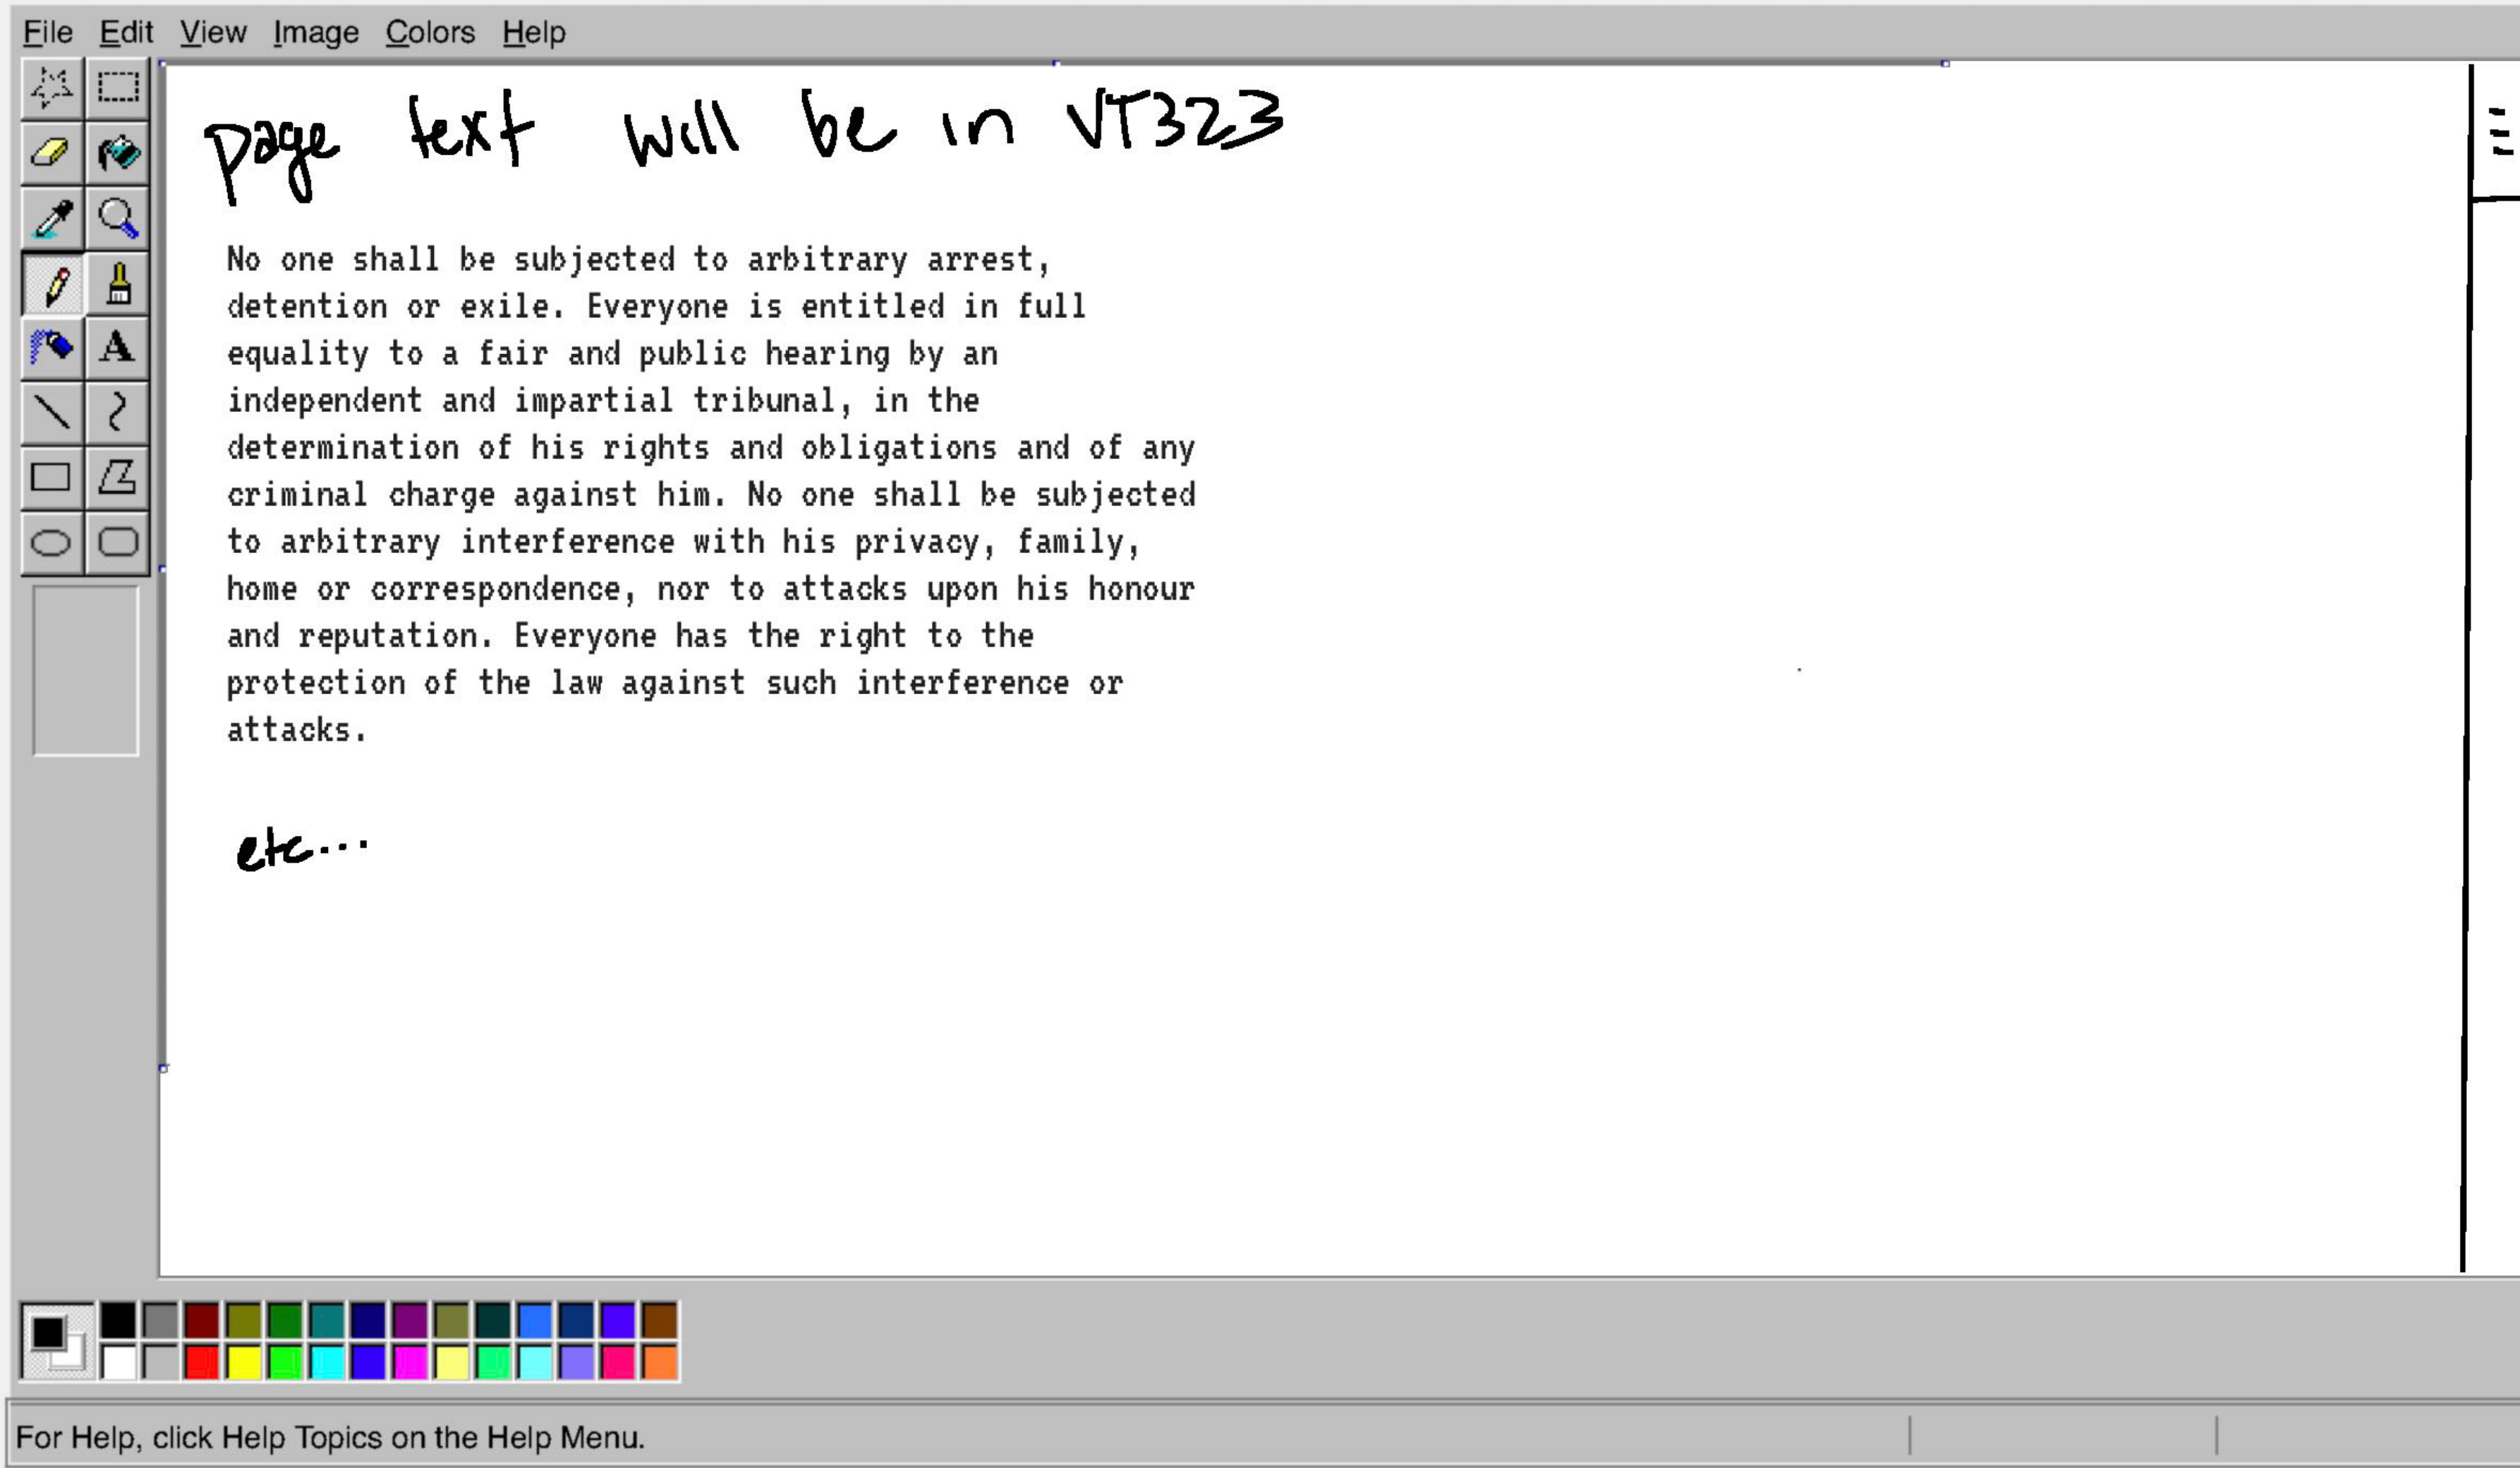 File Edit View Image Colors Help
page text will be in VT323
No one shall be subjected to arbitrary arrest,
detention or exile. Everyone is entitled in full
equality to a fair and public hearing by an
independent and impartial tribunal, in the
determination of his rights and obligations and of any
criminal charge against him. No one shall be subjected
to arbitrary interference with his privacy, family,
home or correspondence, nor to attacks upon his honour
and reputation. Everyone has the right to the
protection of the law against such interference or
attacks.
etc...
A
For Help, click Help Topics on the Help Menu.